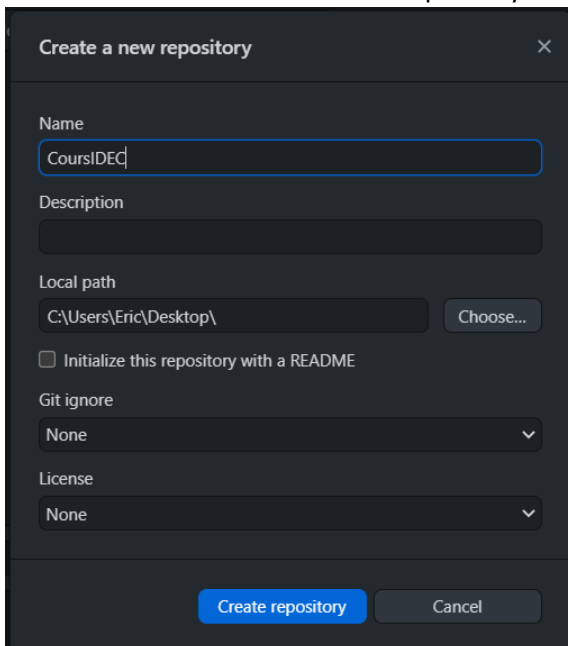 Create a new repository
Name
CoursIDEC
Description
Local path
C:\Users\Eric\Desktop\
Choose...
Initialize this repository with a README
Git ignore
None
License
None
Create repository
Cancel